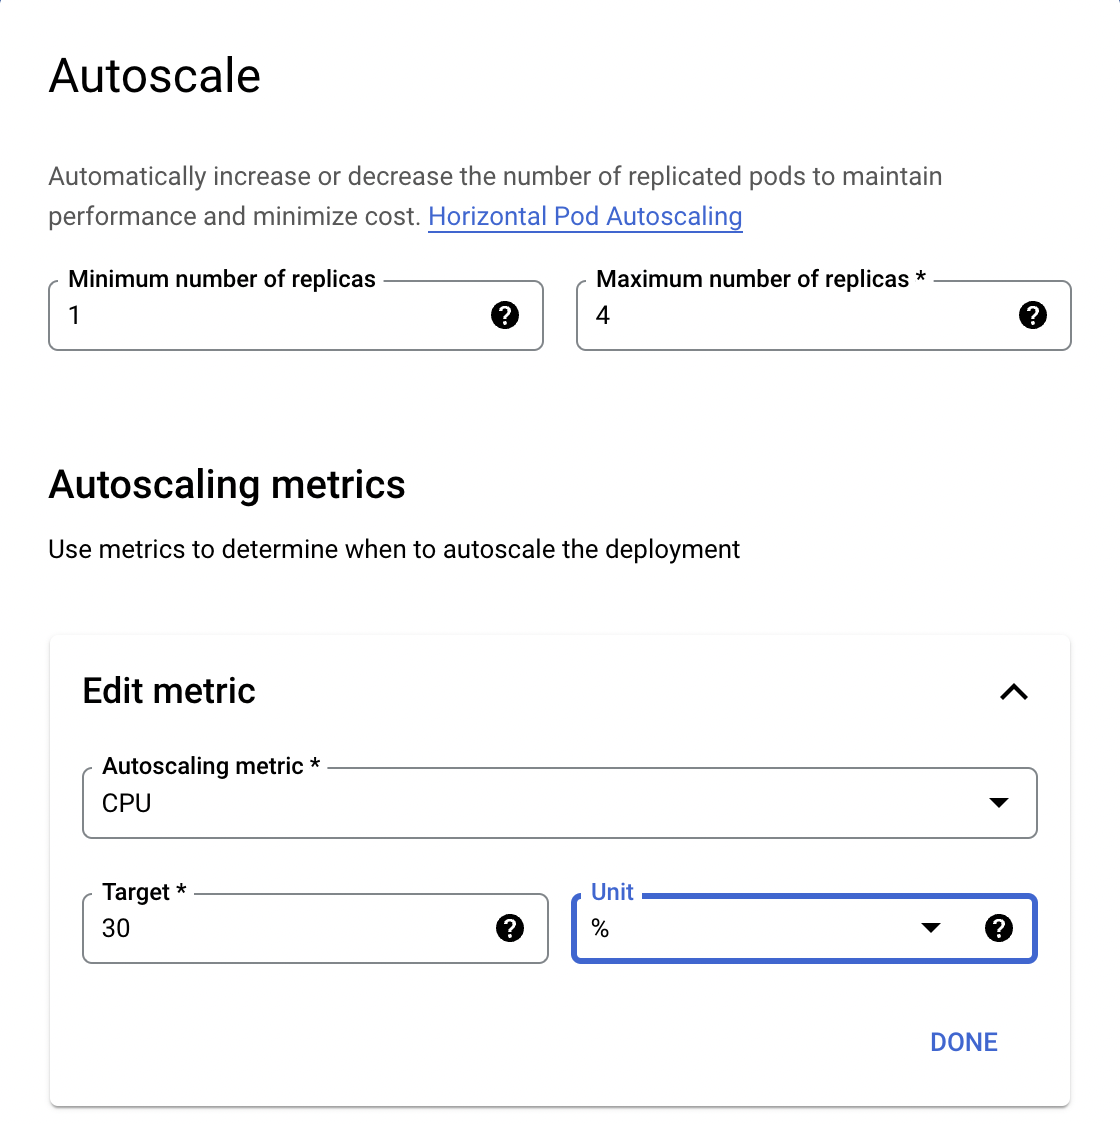 Autoscale
Automatically increase or decrease the number of replicated pods to maintain
performance and minimize cost. Horizontal Pod Autoscaling
Minimum number of replicas
1
Maximum number of replicas *
4
Autoscaling metrics
Use metrics to determine when to autoscale the deployment
Edit metric
Autoscaling metric *
CPU
Target *
30
Unit
%
DONE